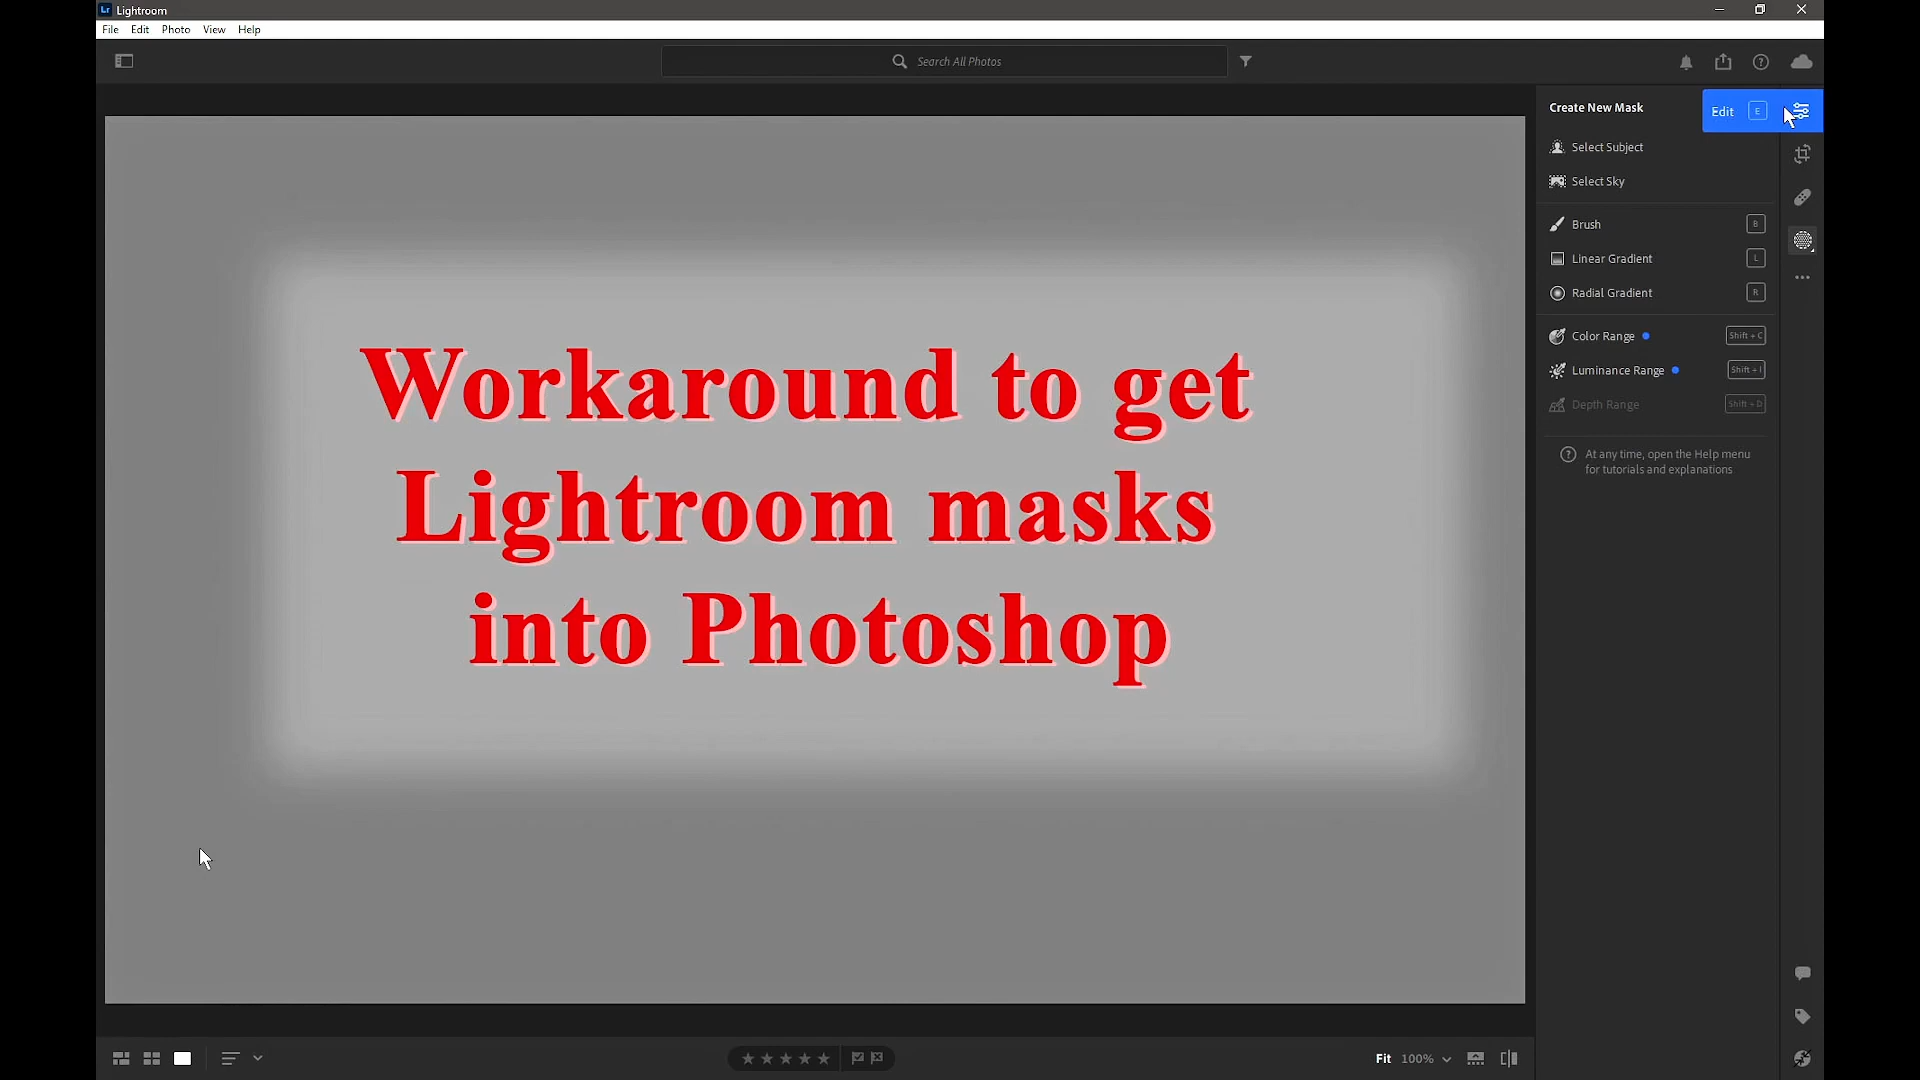 Lr Lightroom
File Edit Photo View Help
Search All Photos
Create New Mask
Edit E
Select Subject
Select Sky
Brush B
Linear Gradient L
Radial Gradient R
Color Range Shift + C
Luminance Range Shift + I
Depth Range Shift + D
At any time, open the Help menu
for tutorials and explanations
Workaround to get
Lightroom masks
into Photoshop
Fit 100%